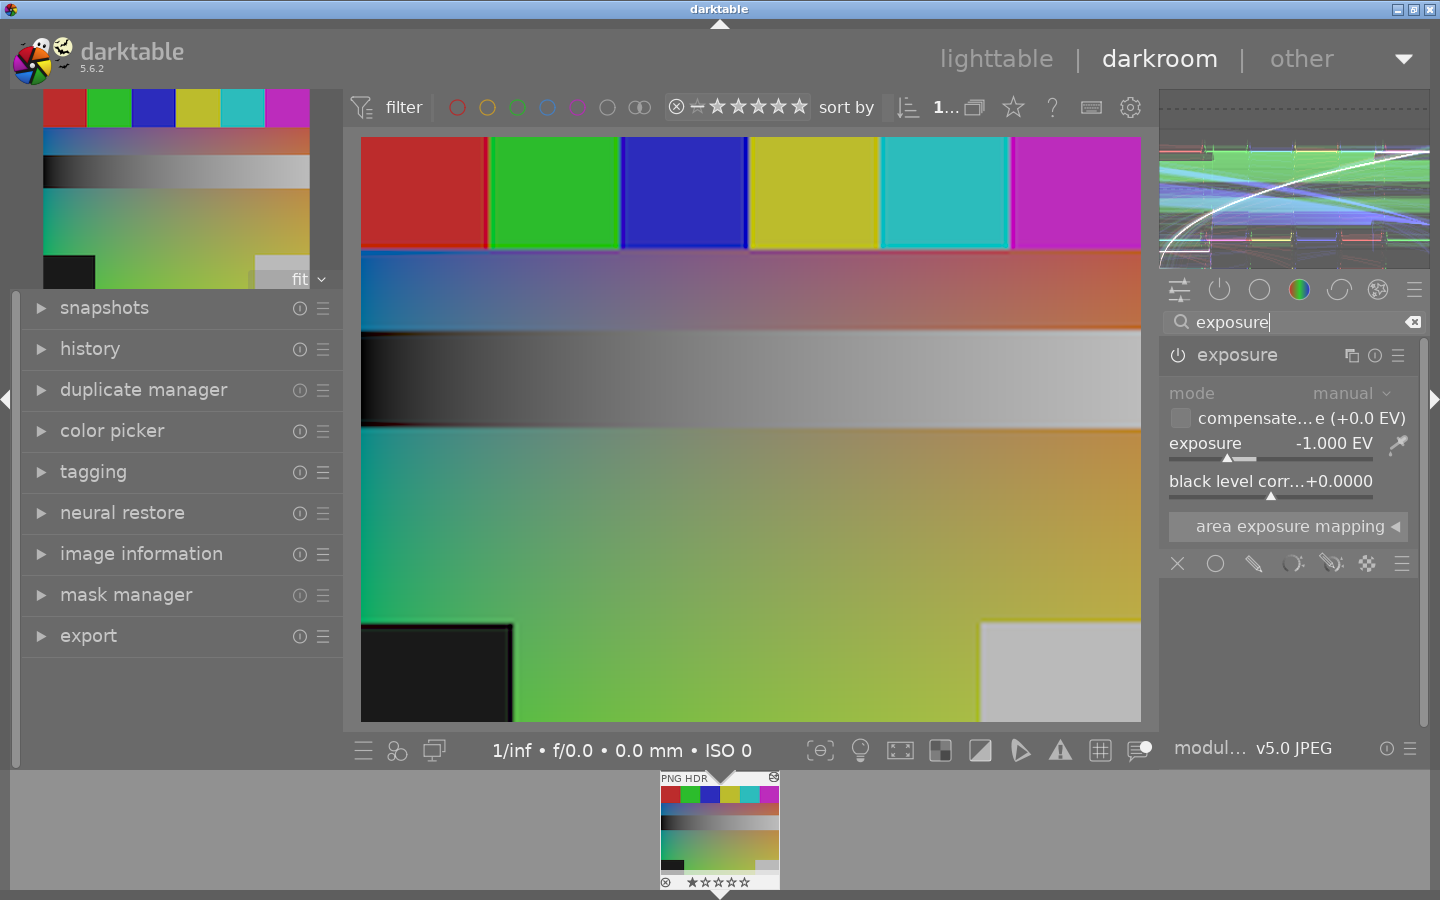 darktable
darktable
5.6.2
lighttable | darkroom | other
filter
sort by
1...
fit
snapshots
history
duplicate manager
color picker
tagging
neural restore
image information
mask manager
export
exposure
exposure
mode manual
compensate...e (+0.0 EV)
exposure -1.000 EV
black level corr...+0.0000
area exposure mapping
1/inf • f/0.0 • 0.0 mm • ISO 0
modul... v5.0 JPEG
PNG HDR